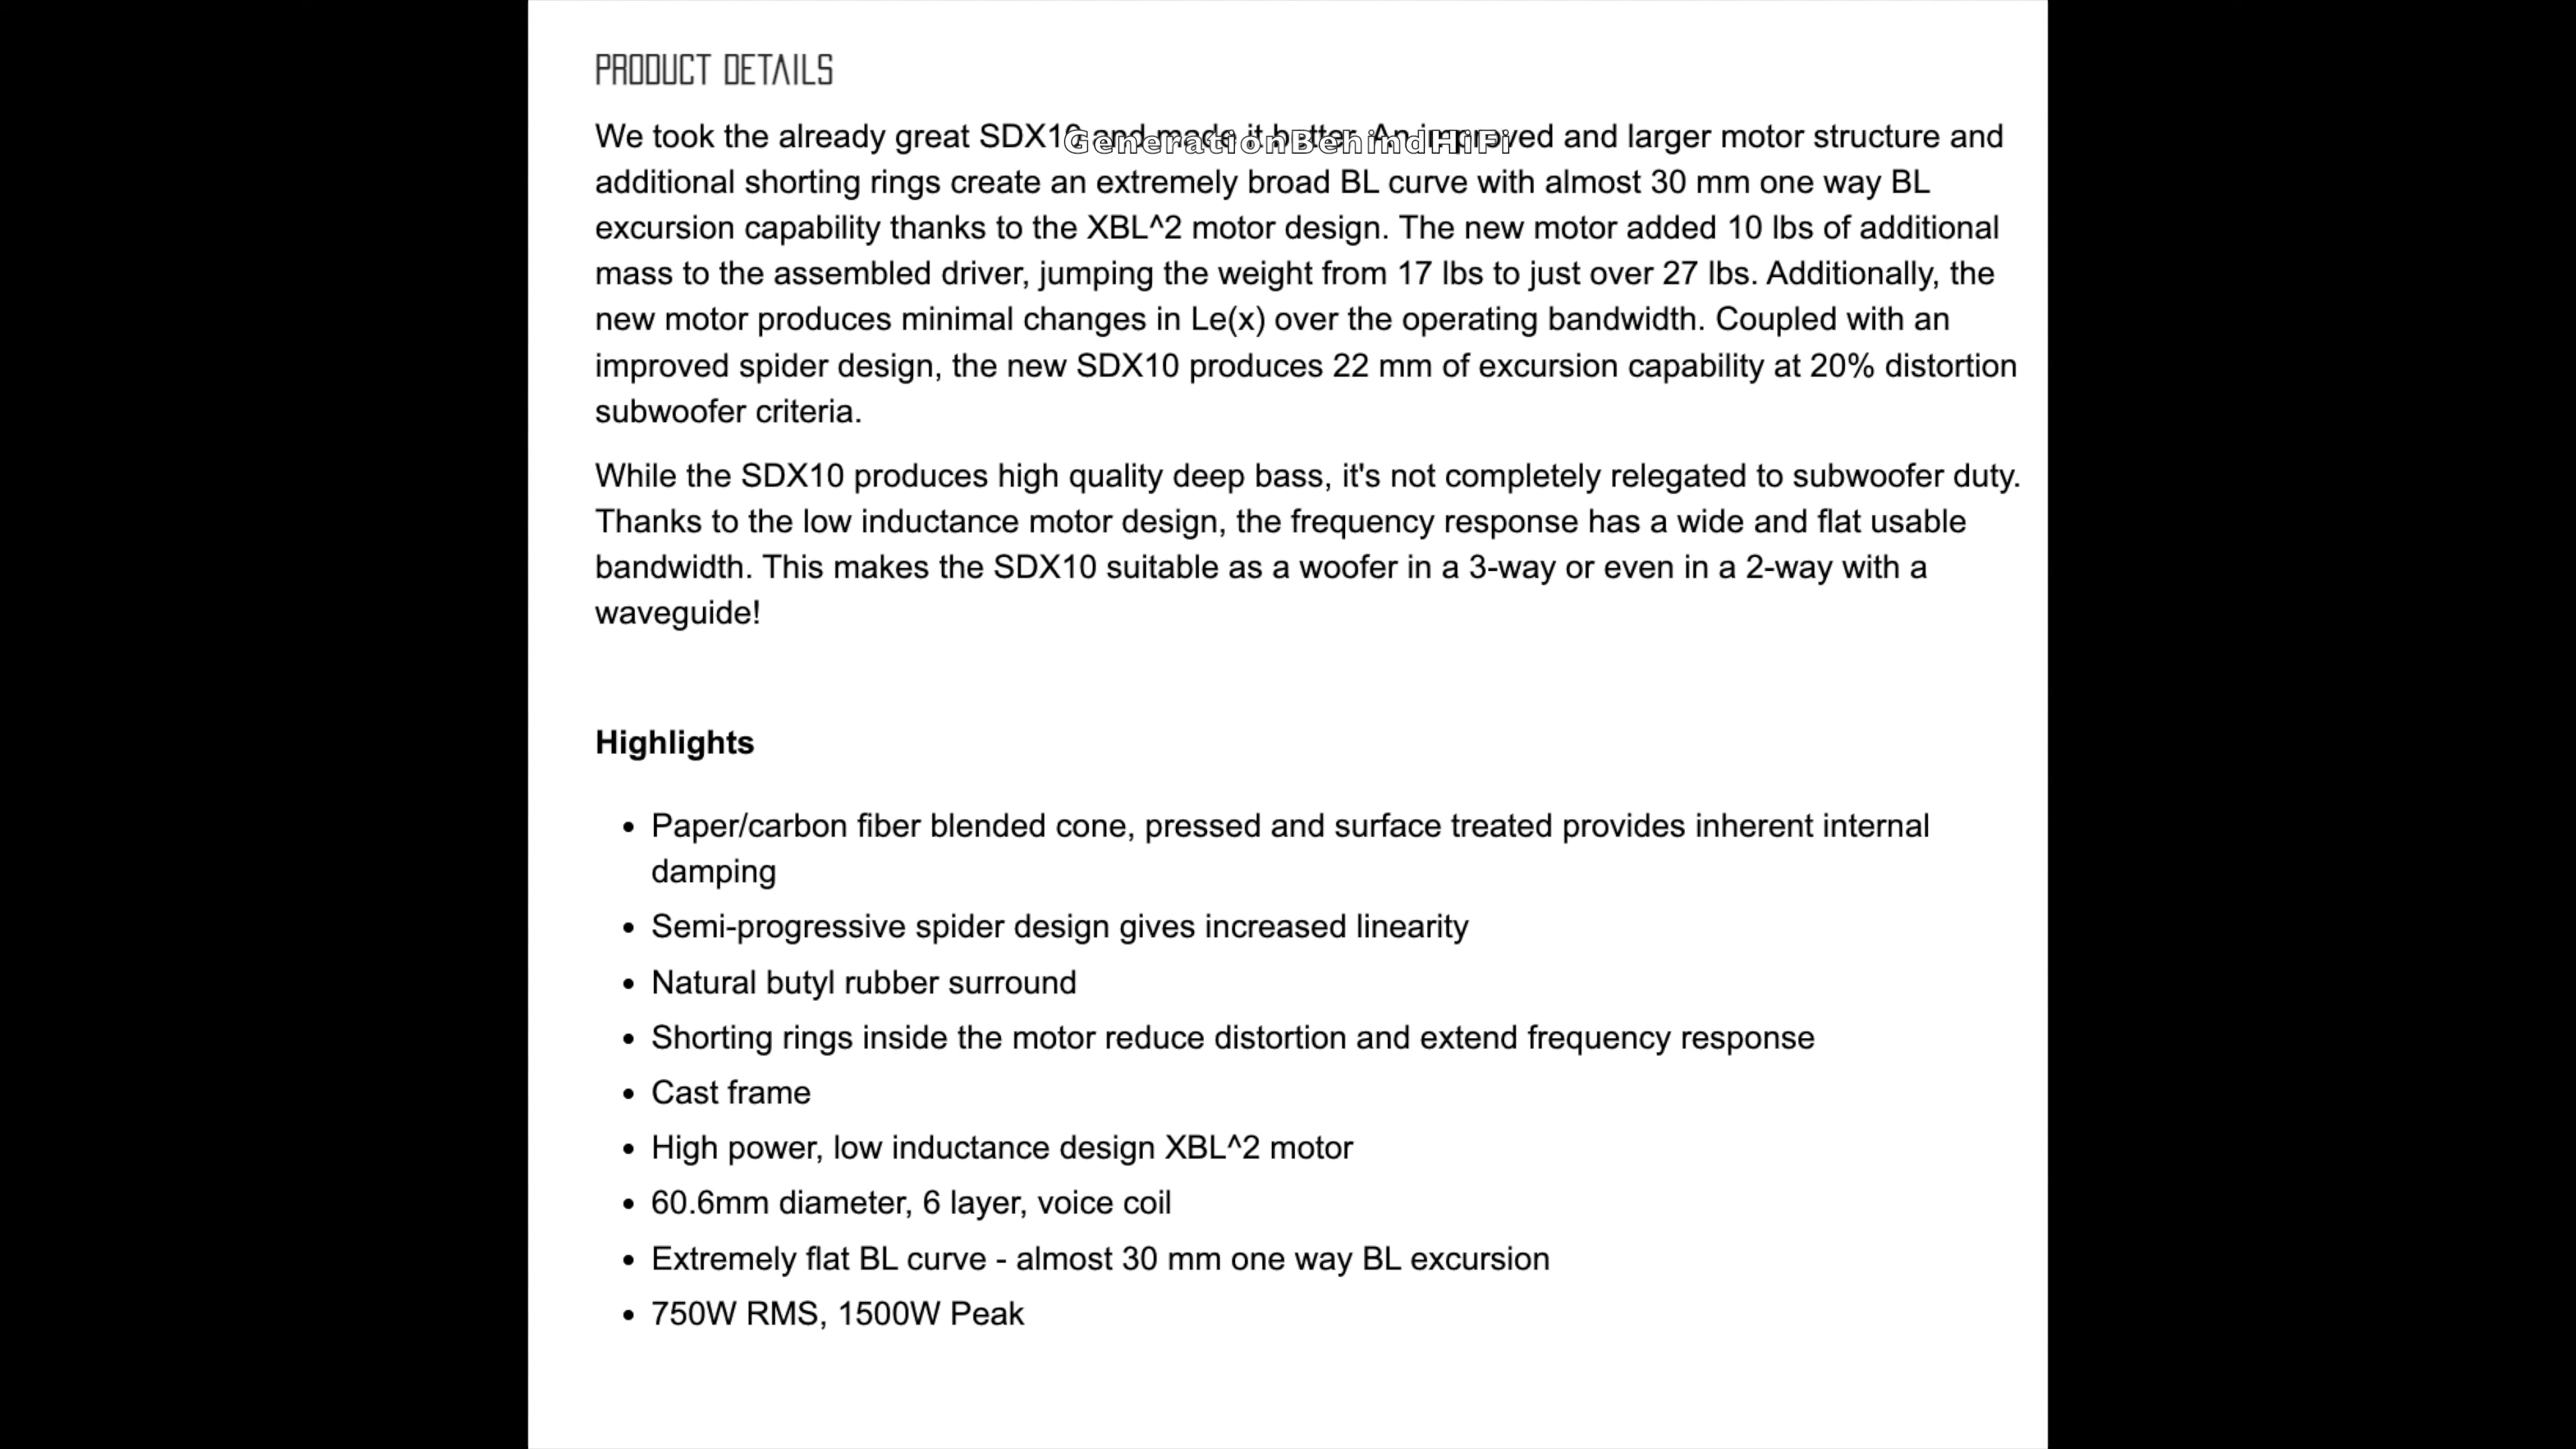 PRODUCT DETAILS
We took the already great SDX10 and made it better. An improved and larger motor structure and
GenerationBehindHiFi
additional shorting rings create an extremely broad BL curve with almost 30 mm one way BL
excursion capability thanks to the XBL^2 motor design. The new motor added 10 lbs of additional
mass to the assembled driver, jumping the weight from 17 lbs to just over 27 lbs. Additionally, the
new motor produces minimal changes in Le(x) over the operating bandwidth. Coupled with an
improved spider design, the new SDX10 produces 22 mm of excursion capability at 20% distortion
subwoofer criteria.
While the SDX10 produces high quality deep bass, it's not completely relegated to subwoofer duty.
Thanks to the low inductance motor design, the frequency response has a wide and flat usable
bandwidth. This makes the SDX10 suitable as a woofer in a 3-way or even in a 2-way with a
waveguide!
Highlights
• Paper/carbon fiber blended cone, pressed and surface treated provides inherent internal
damping
• Semi-progressive spider design gives increased linearity
• Natural butyl rubber surround
• Shorting rings inside the motor reduce distortion and extend frequency response
• Cast frame
• High power, low inductance design XBL^2 motor
• 60.6mm diameter, 6 layer, voice coil
• Extremely flat BL curve - almost 30 mm one way BL excursion
• 750W RMS, 1500W Peak